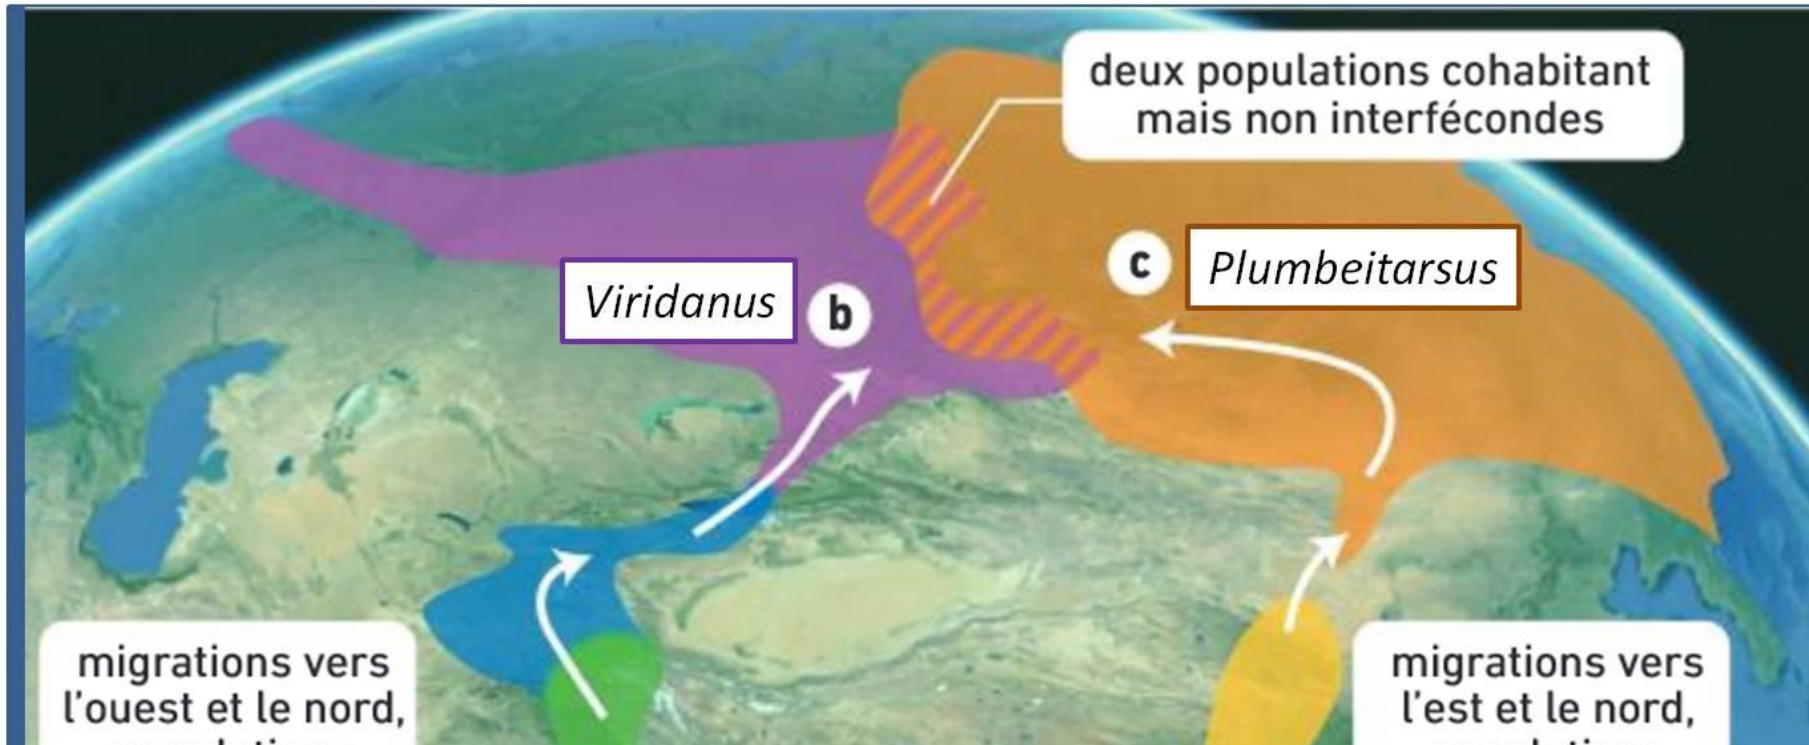 deux populations cohabitant
mais non interfécondes
c
Plumbeitarsus
Viridanus
b
migrations vers
l'ouest et le nord,
migrations vers
l'est et le nord,